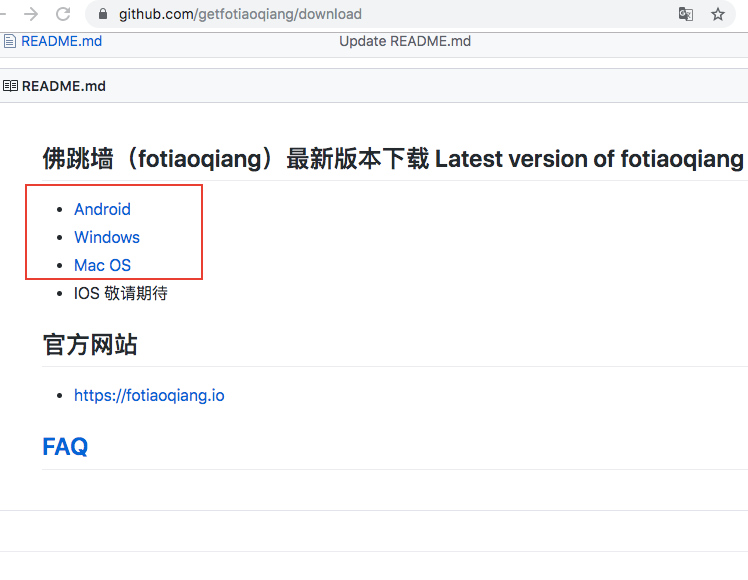 github.com/getfotiaoqiang/download
README.md Update README.md
README.md
佛跳墙（fotiaoqiang）最新版本下载 Latest version of fotiaoqiang
Android
Windows
Mac OS
IOS 敬请期待
官方网站
https://fotiaoqiang.io
FAQ